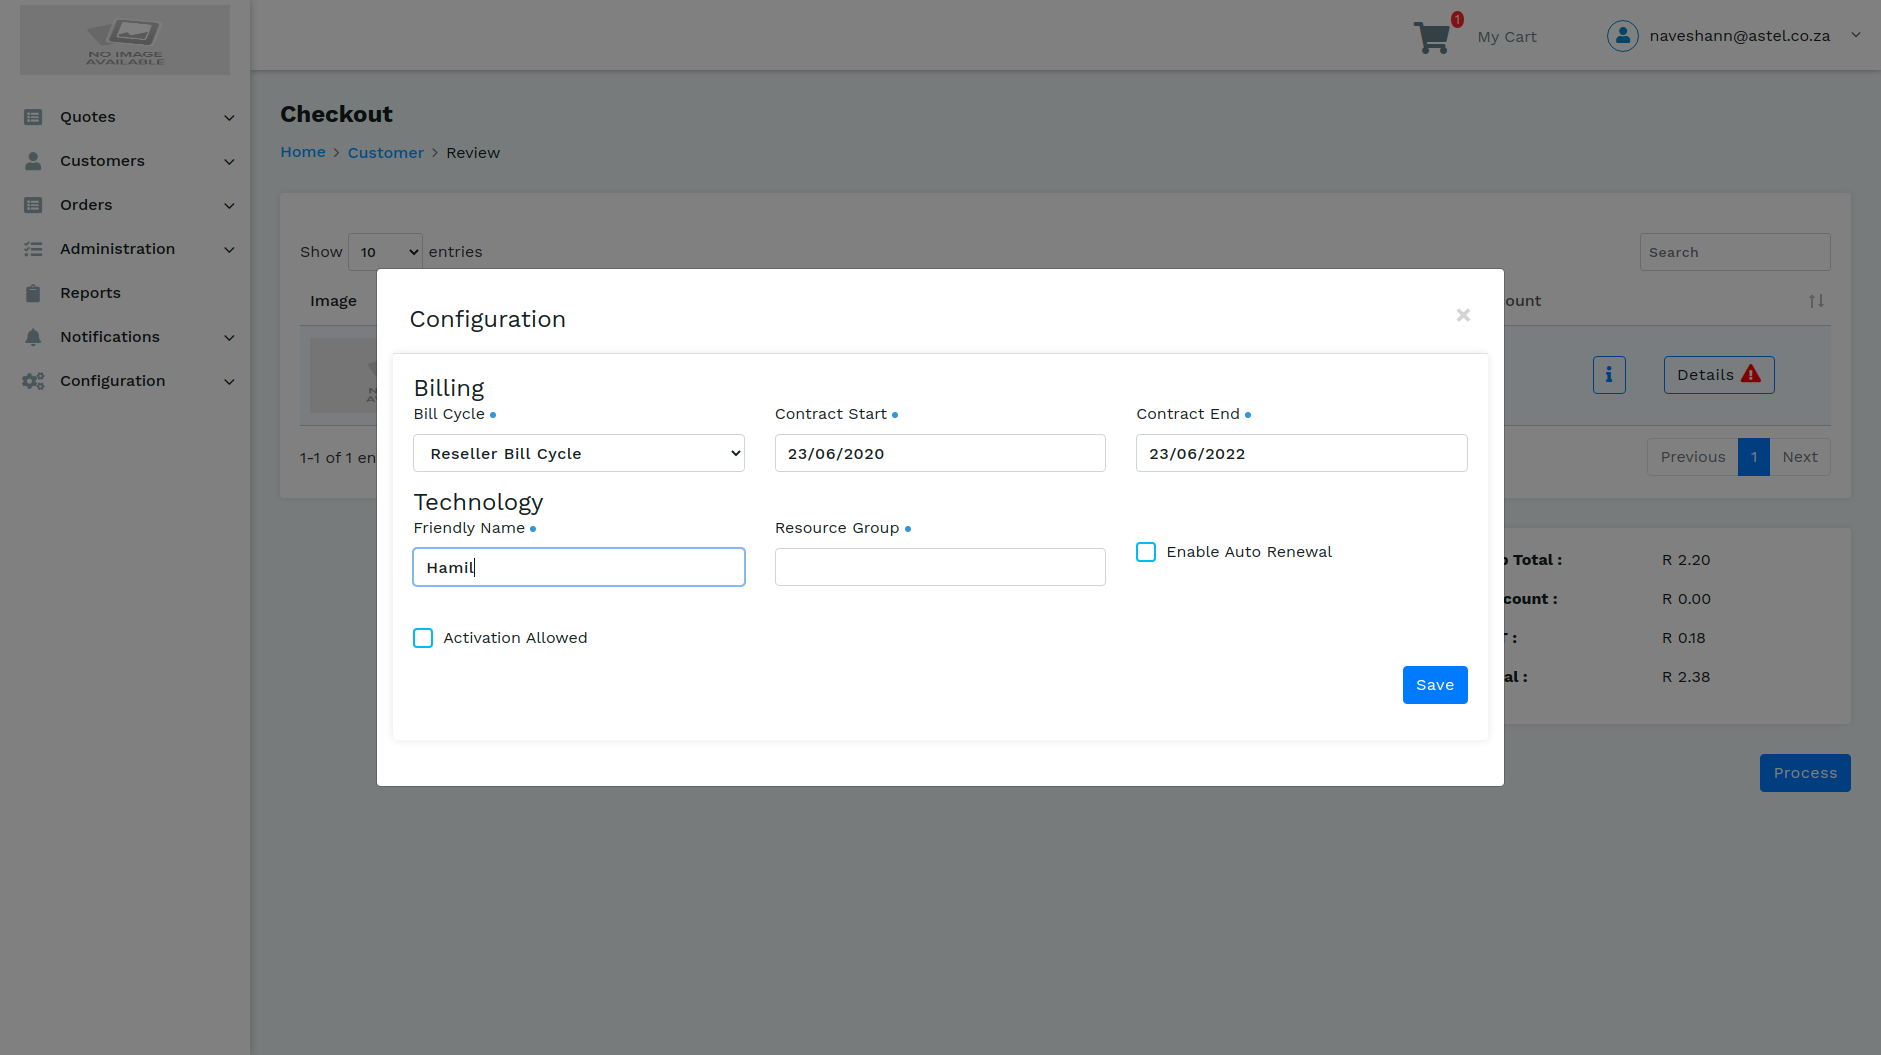 NO IMAGE
AVAILABLE
1
My Cart
naveshann@astel.co.za
Quotes
Customers
Orders
Administration
Reports
Notifications
Configuration
Checkout
Home > Customer > Review
Show 10 entries
Search
Image
ount
Details
1-1 of 1 en
Previous 1 Next
Configuration
×
Billing
Bill Cycle
Contract Start
Contract End
Reseller Bill Cycle
23/06/2020
23/06/2022
Technology
Friendly Name
Resource Group
Enable Auto Renewal
Hamil
Activation Allowed
Save
Total : R 2.20
count : R 0.00
: R 0.18
al : R 2.38
Process